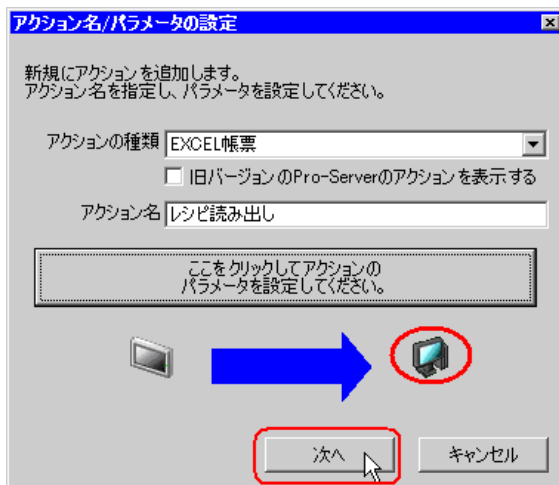 アクション名/パラメータの設定
新規にアクションを追加します。
アクション名を指定し、パラメータを設定してください。
アクションの種類 EXCEL帳票
旧バージョンのPro-Serverのアクションを表示する
アクション名 レシピ読み出し
ここをクリックしてアクションの
パラメータを設定してください。
次へ キャンセル